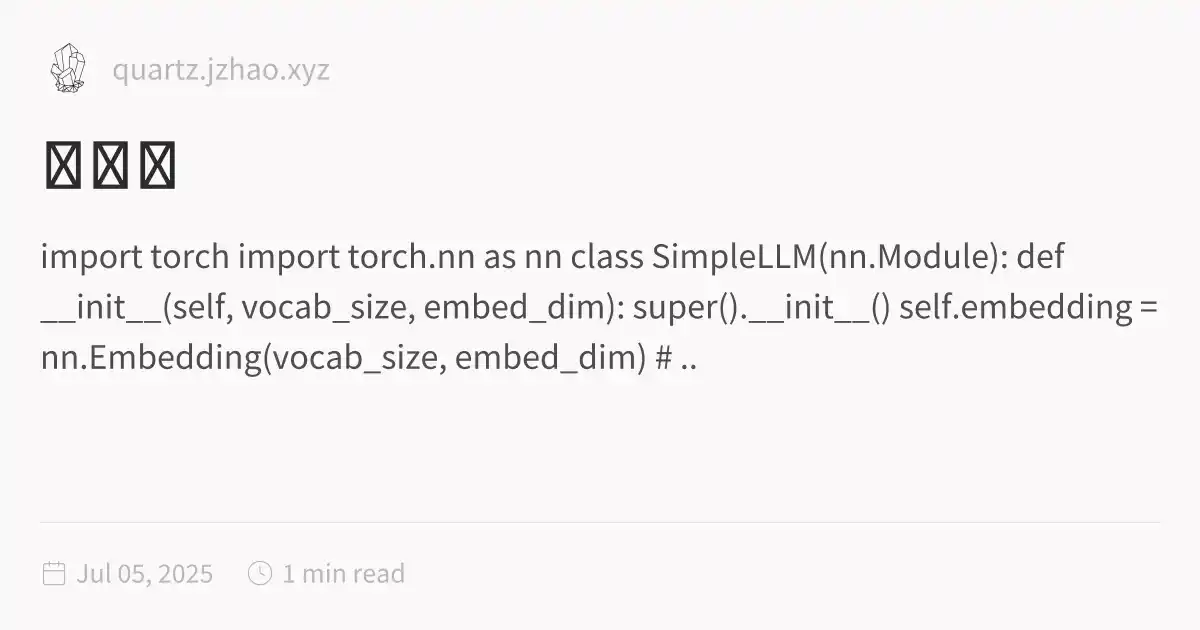 quartz.jzhao.xyz
import torch import torch.nn as nn class SimpleLLM(nn.Module): def
__init__(self, vocab_size, embed_dim): super().__init__() self.embedding =
nn.Embedding(vocab_size, embed_dim) # ..
Jul 05, 2025
1 min read